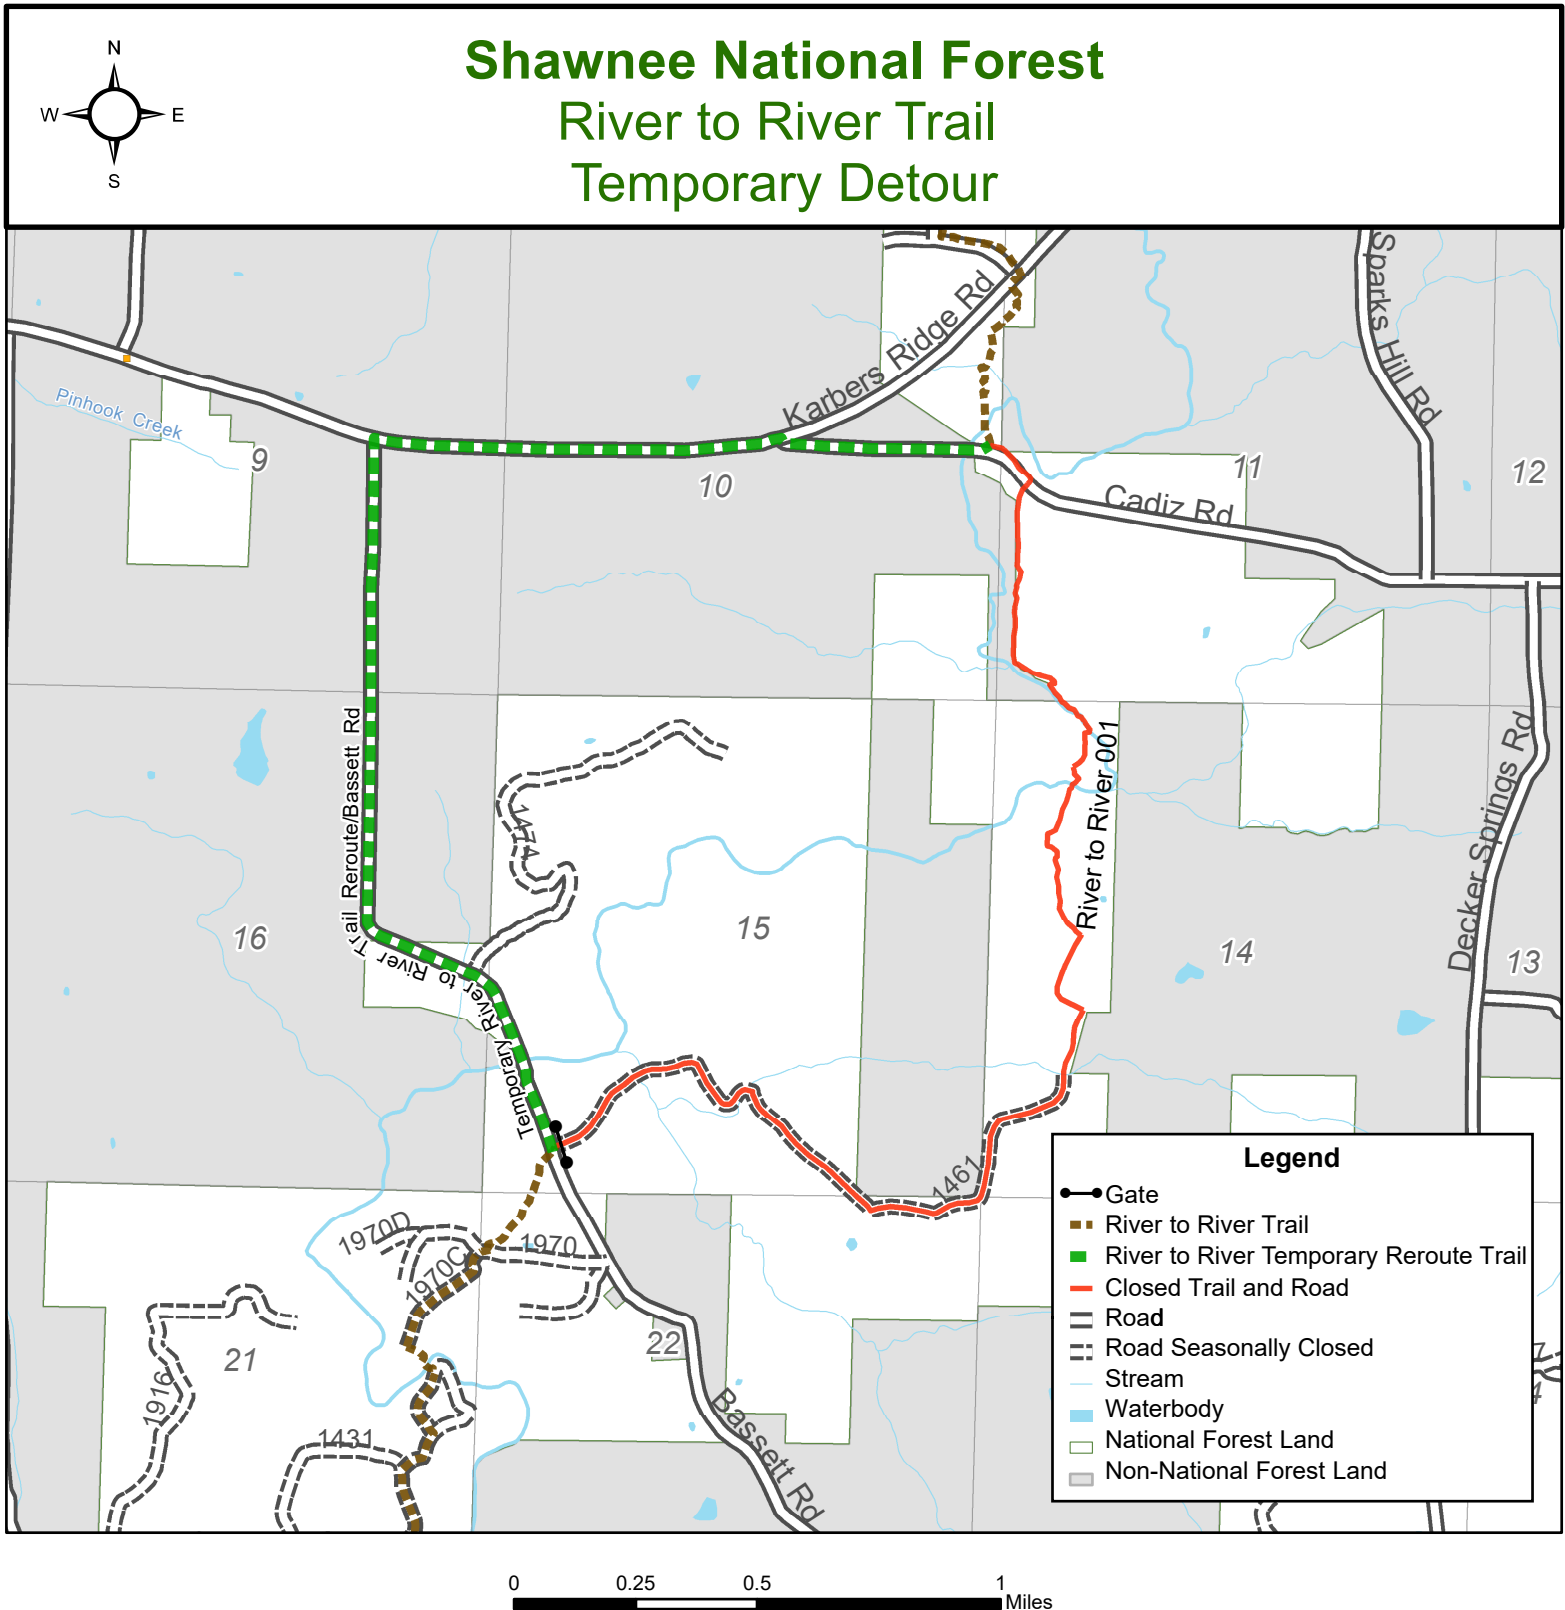 Shawnee National Forest
River to River Trail
Temporary Detour
N
W
E
S
Karbers Ridge Rd
Sparks Hill Rd
Pinhook Creek
9
10
11
12
Cadiz Rd
Temporary River to River Trail Reroute/Bassett Rd
River to River 001
Decker Springs Rd
1474
16
15
14
13
1461
1970D
1970
1970C
22
21
1916
1431
Bassett Rd
7
4
Legend
Gate
River to River Trail
River to River Temporary Reroute Trail
Closed Trail and Road
Road
Road Seasonally Closed
Stream
Waterbody
National Forest Land
Non-National Forest Land
0
0.25
0.5
1
Miles